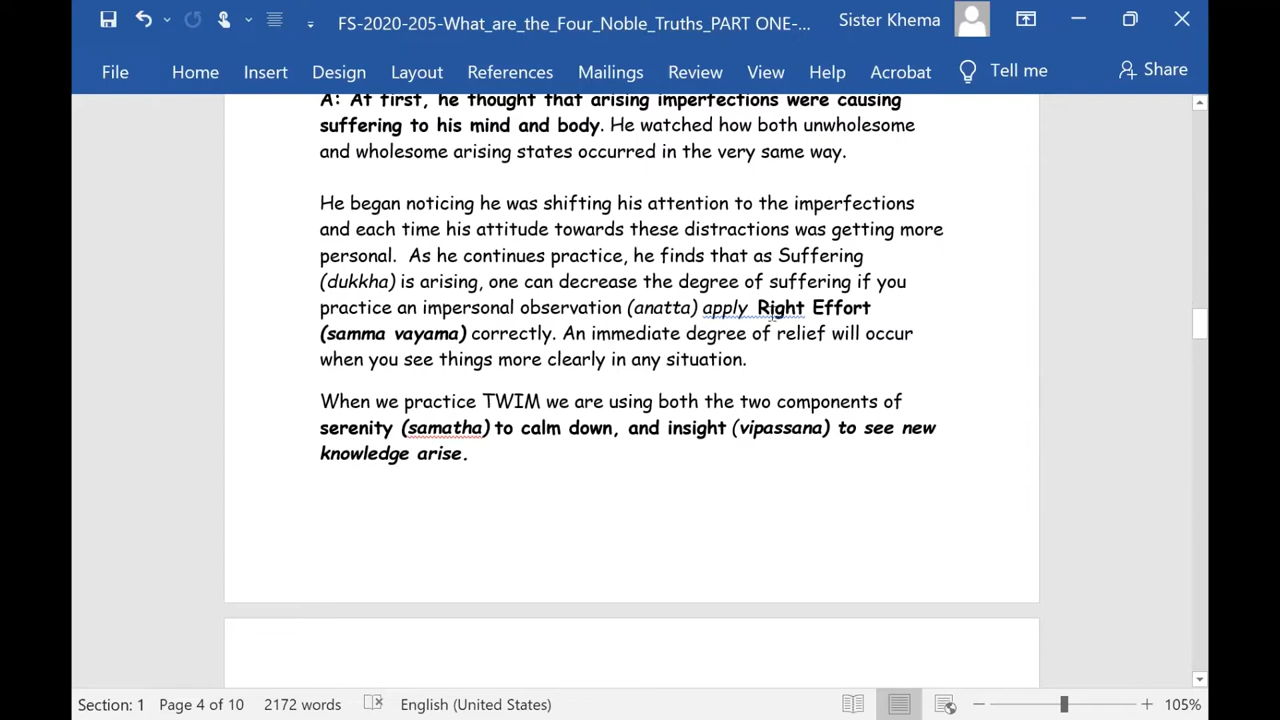 FS-2020-205-What_are_the_Four_Noble_Truths_PART ONE-...
Sister Khema
File Home Insert Design Layout References Mailings Review View Help Acrobat Tell me Share
A: At first, he thought that arising imperfections were causing
suffering to his mind and body. He watched how both unwholesome
and wholesome arising states occurred in the very same way.
He began noticing he was shifting his attention to the imperfections
and each time his attitude towards these distractions was getting more
personal. As he continues practice, he finds that as Suffering
(dukkha) is arising, one can decrease the degree of suffering if you
practice an impersonal observation (anatta) apply Right Effort
(samma vayama) correctly. An immediate degree of relief will occur
when you see things more clearly in any situation.
When we practice TWIM we are using both the two components of
serenity (samatha) to calm down, and insight (vipassana) to see new
knowledge arise.
Section: 1 Page 4 of 10 2172 words English (United States) 105%